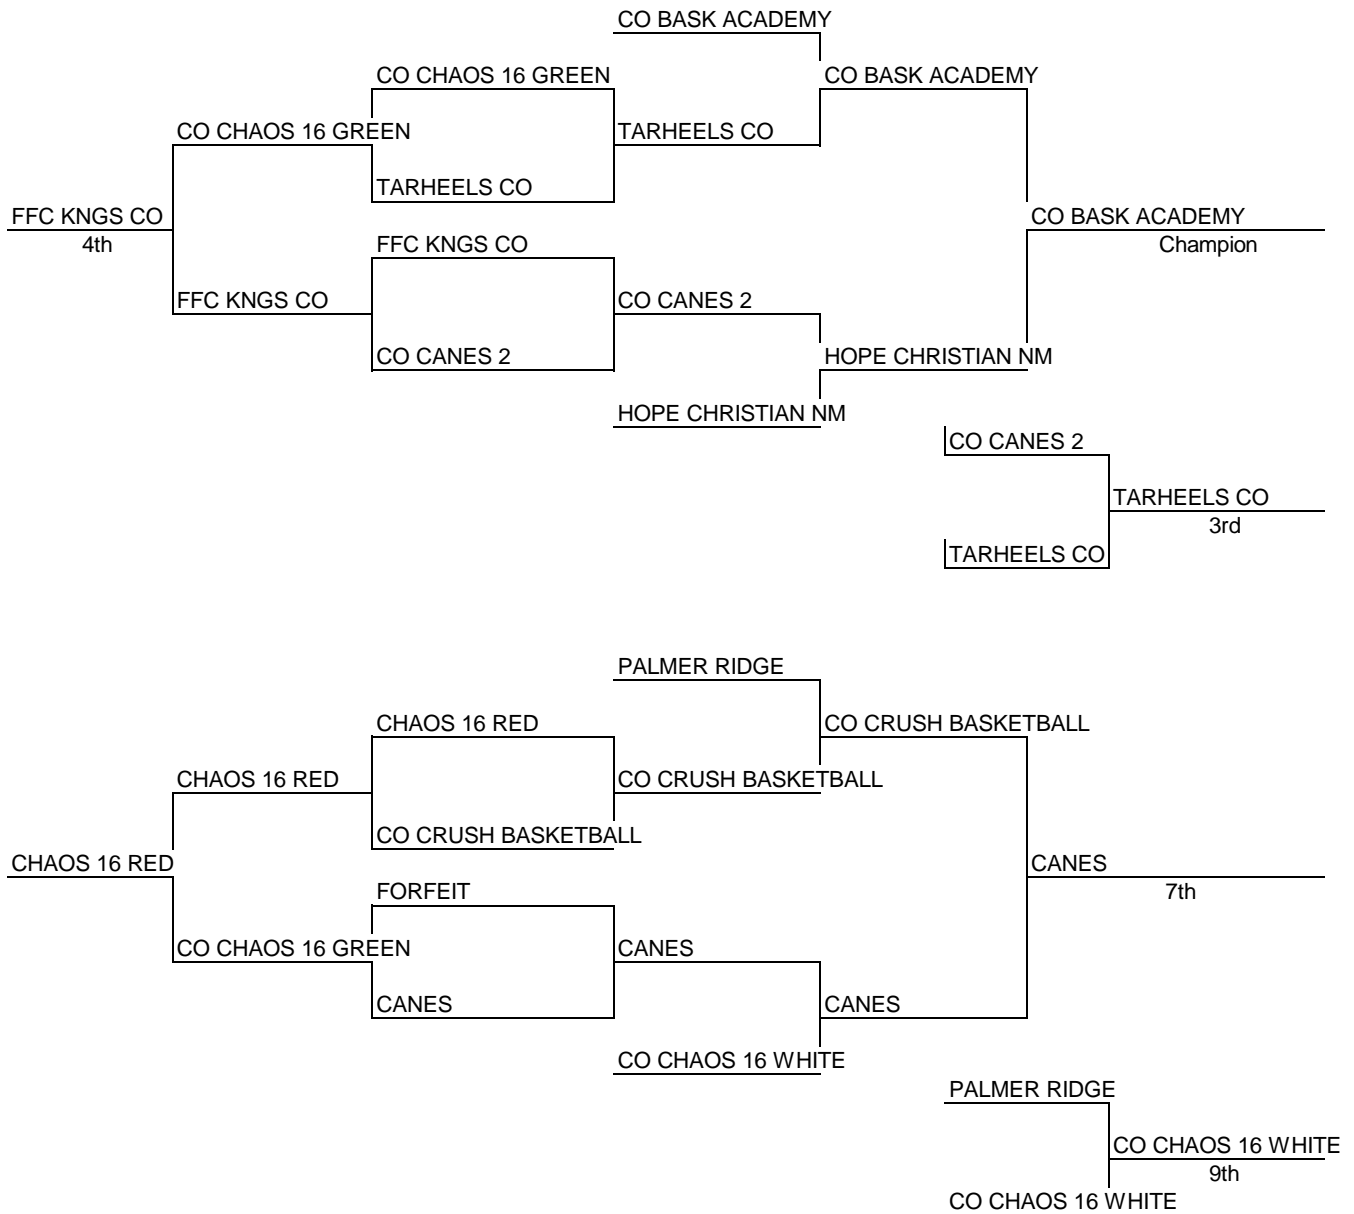 CO BASK ACADEMY
CO CHAOS 16 GREEN
CO BASK ACADEMY
CO CHAOS 16 GREEN
TARHEELS CO
TARHEELS CO
FFC KNGS CO
CO BASK ACADEMY
4th
Champion
FFC KNGS CO
FFC KNGS CO
CO CANES 2
CO CANES 2
HOPE CHRISTIAN NM
HOPE CHRISTIAN NM
CO CANES 2
TARHEELS CO
3rd
TARHEELS CO
PALMER RIDGE
CHAOS 16 RED
CO CRUSH BASKETBALL
CHAOS 16 RED
CO CRUSH BASKETBALL
CO CRUSH BASKETBALL
CHAOS 16 RED
CANES
FORFEIT
7th
CO CHAOS 16 GREEN
CANES
CANES
CANES
CO CHAOS 16 WHITE
PALMER RIDGE
CO CHAOS 16 WHITE
9th
CO CHAOS 16 WHITE